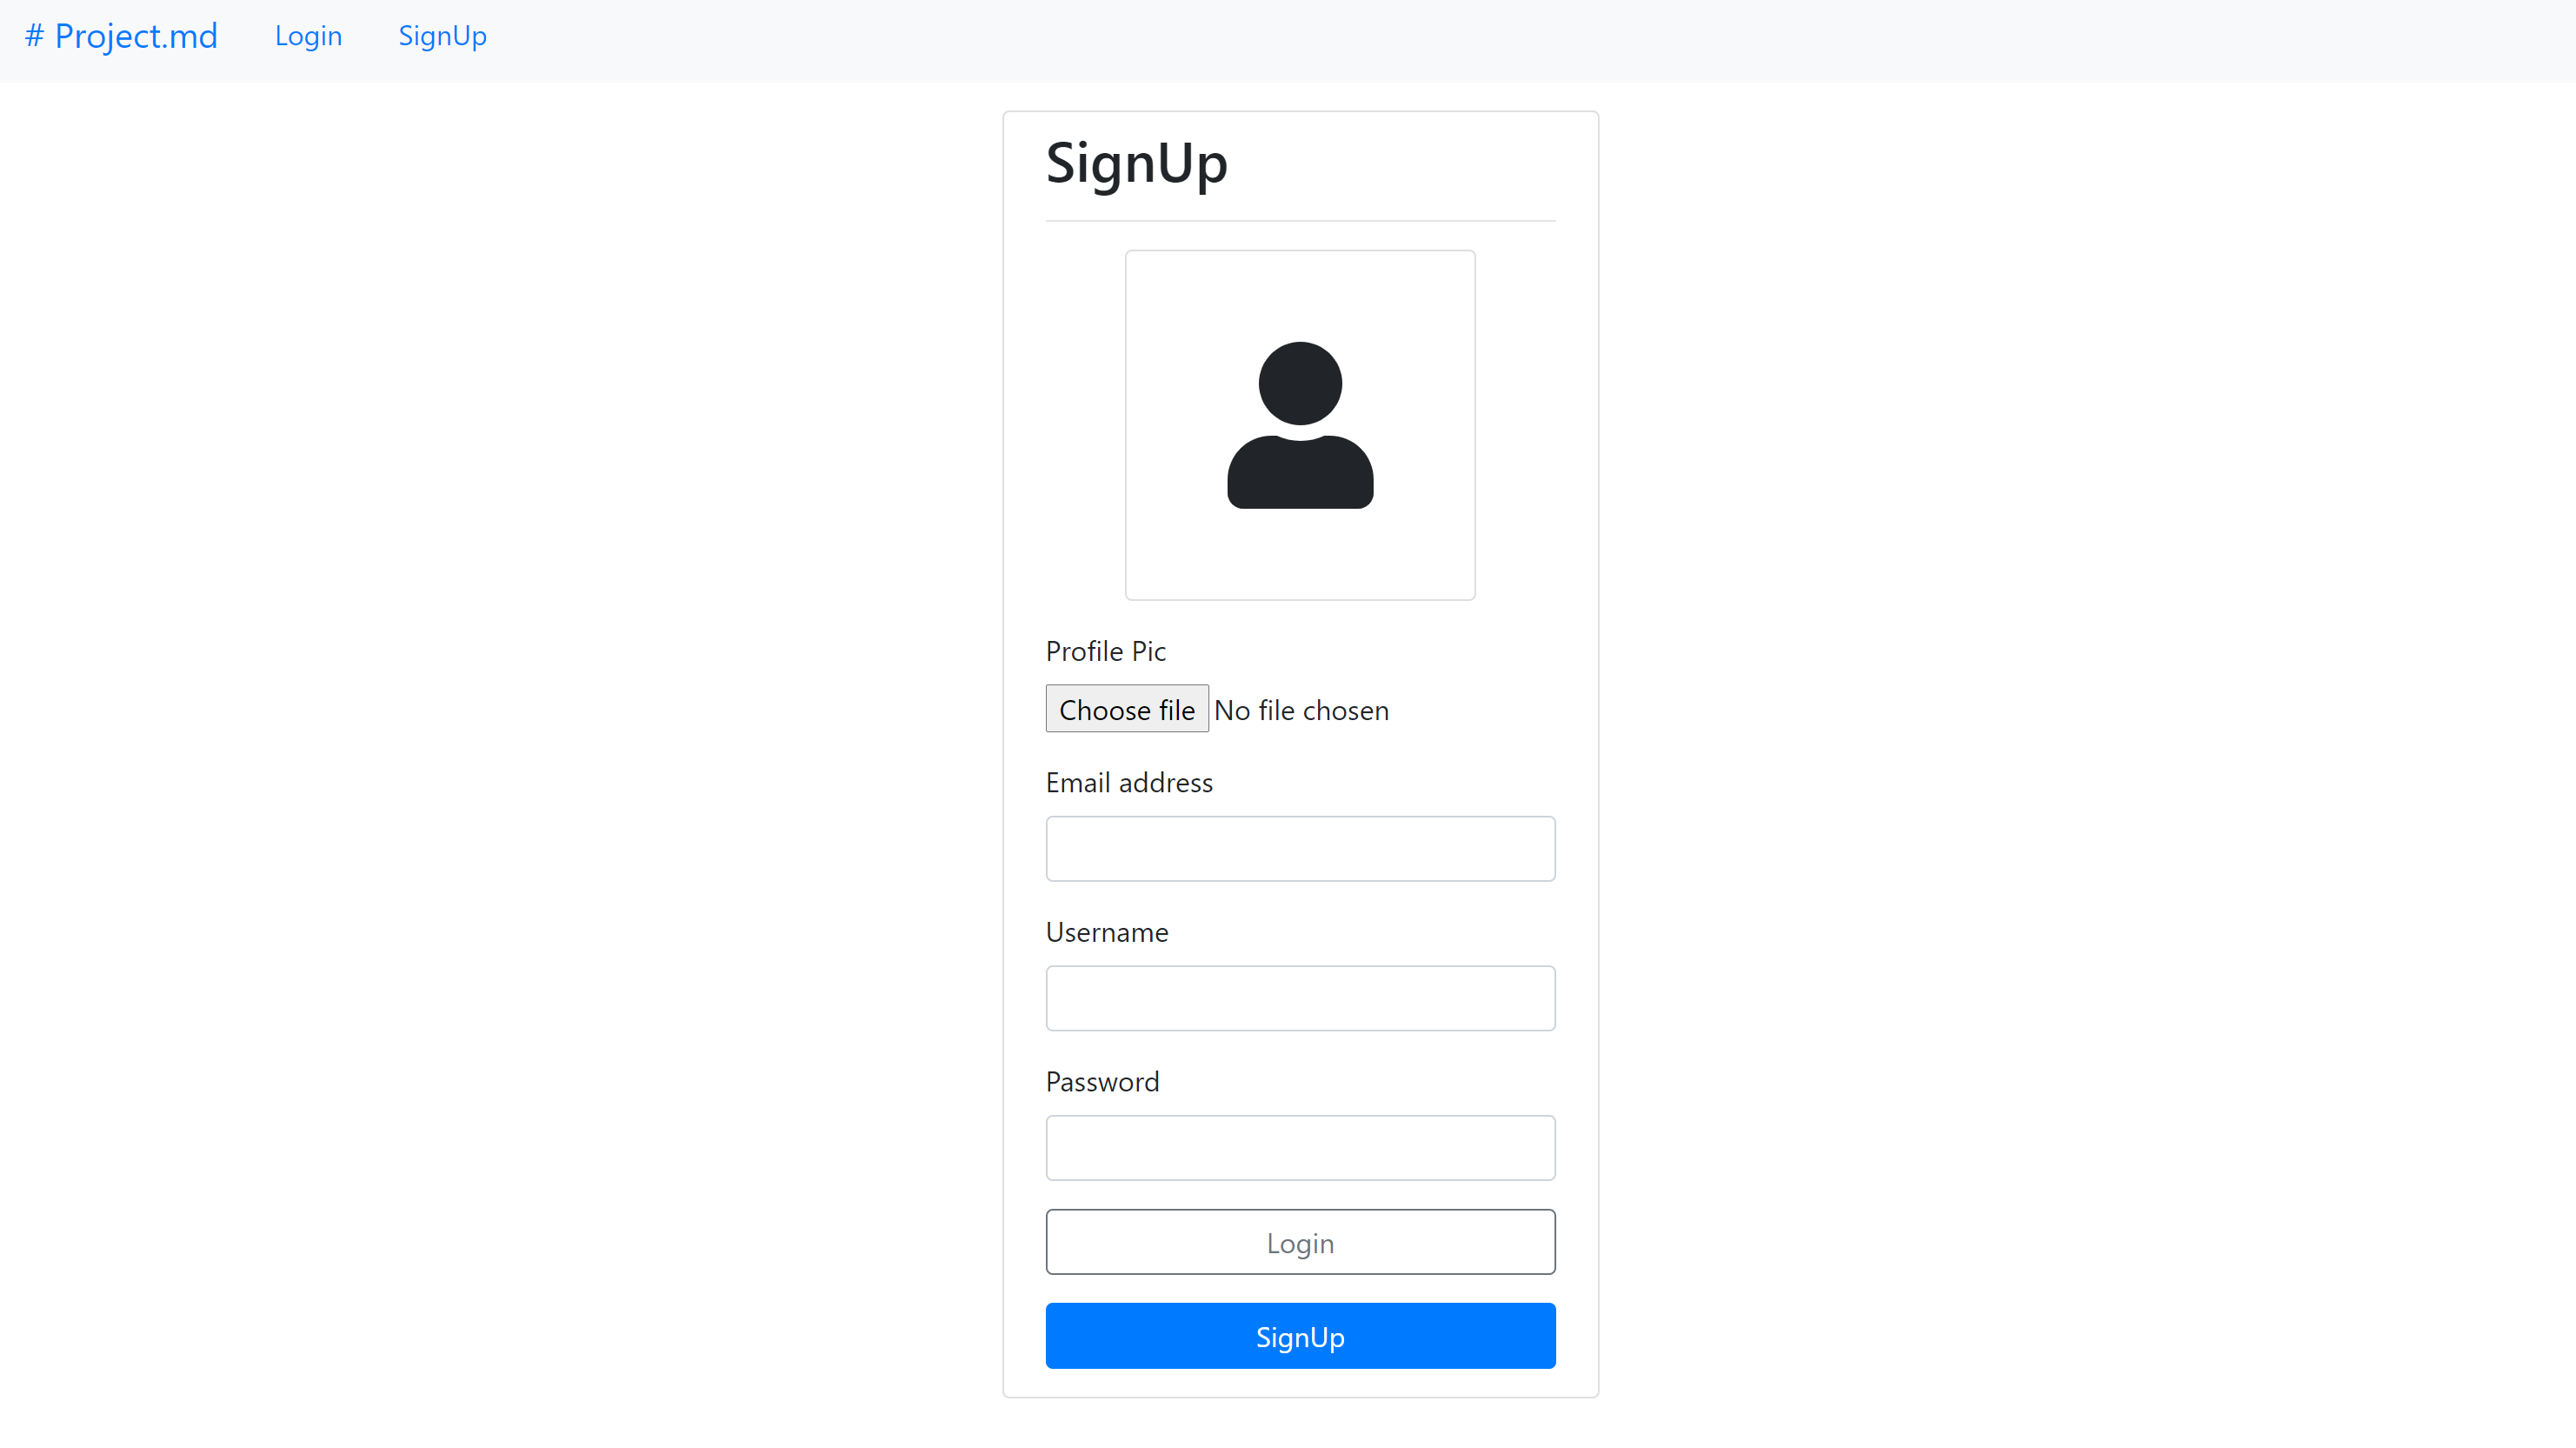 # Project.md Login SignUp
SignUp
Profile Pic
Choose file No file chosen
Email address
Username
Password
Login
SignUp